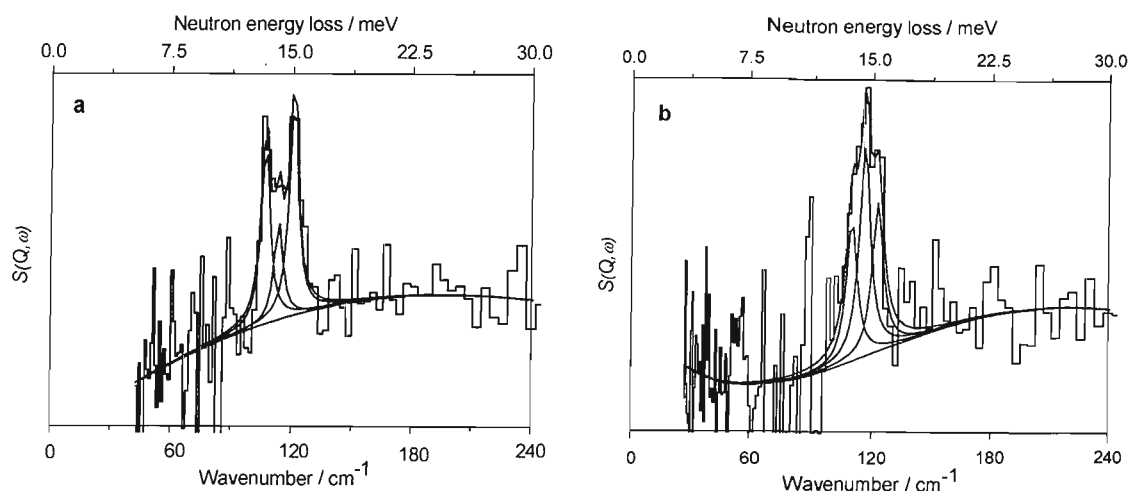 Neutron energy loss / meV
0.0 7.5 15.0 22.5 30.0
a
S(Q,ω)
0 60 120 180 240
Wavenumber / cm-1
Neutron energy loss / meV
0.0 7.5 15.0 22.5 30.0
b
S(Q,ω)
0 60 120 180 240
Wavenumber / cm-1